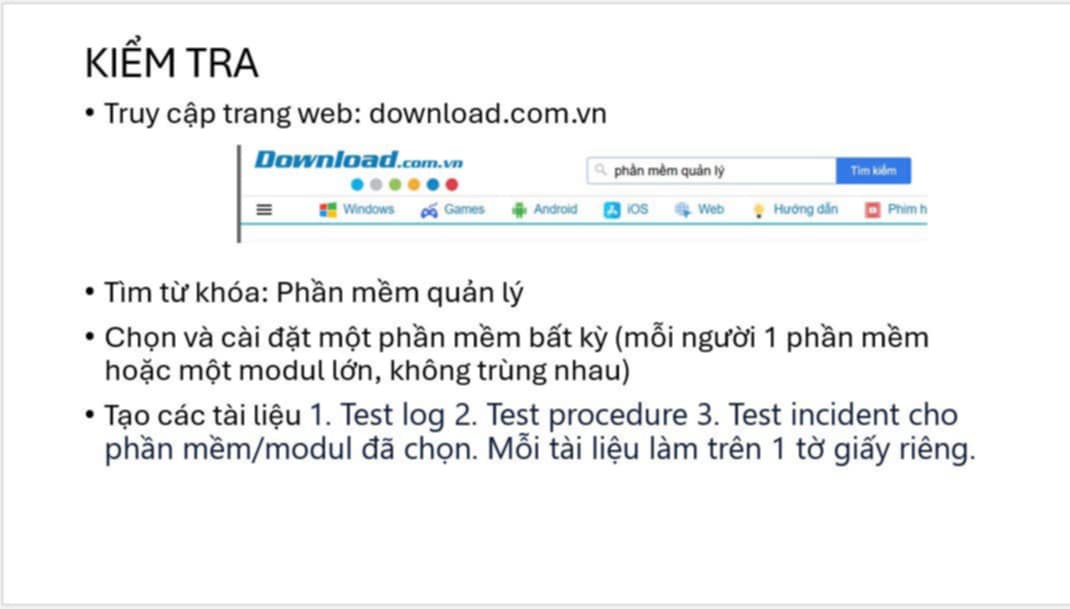 KIỂM TRA
• Truy cập trang web: download.com.vn
Download.com.vn
phần mềm quản lý
Tìm kiếm
Windows Games Android iOS Web Hướng dẫn Phim h
• Tìm từ khóa: Phần mềm quản lý
• Chọn và cài đặt một phần mềm bất kỳ (mỗi người 1 phần mềm
hoặc một modul lớn, không trùng nhau)
• Tạo các tài liệu 1. Test log 2. Test procedure 3. Test incident cho
phần mềm/modul đã chọn. Mỗi tài liệu làm trên 1 tờ giấy riêng.